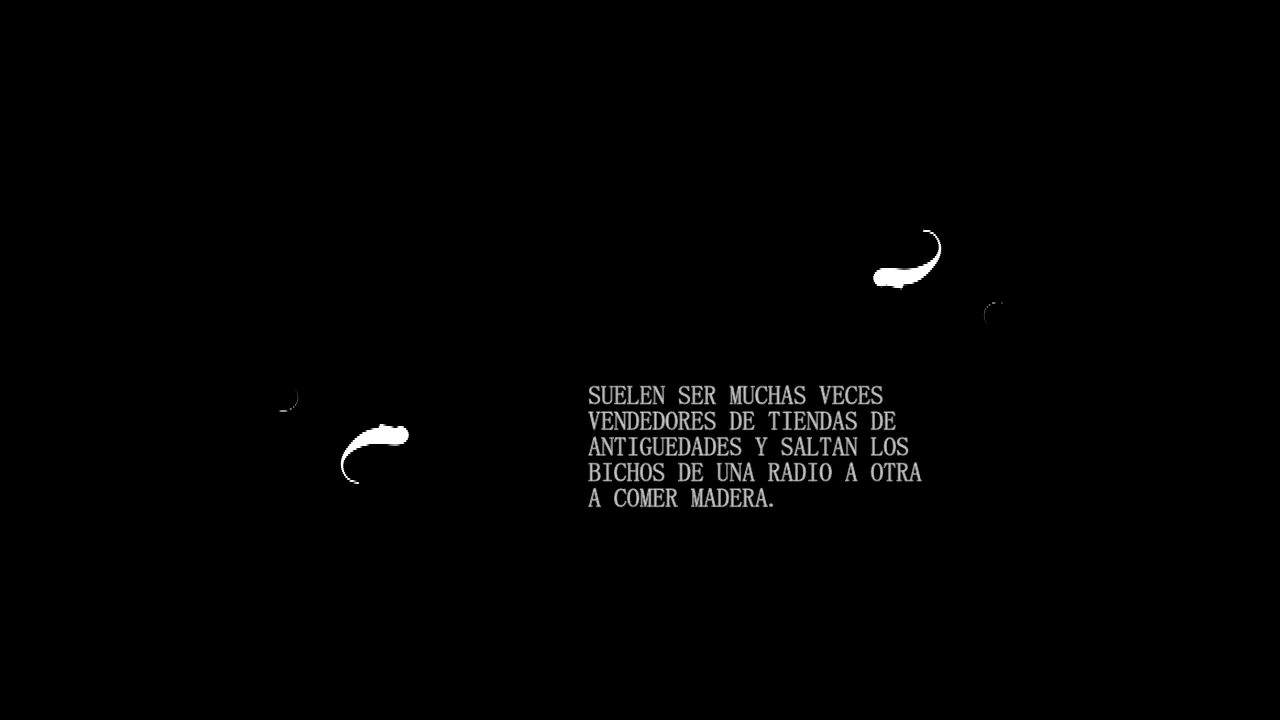 SUELEN SER MUCHAS VECES
VENDEDORES DE TIENDAS DE
ANTIGUEDADES Y SALTAN LOS
BICHOS DE UNA RADIO A OTRA
A COMER MADERA.